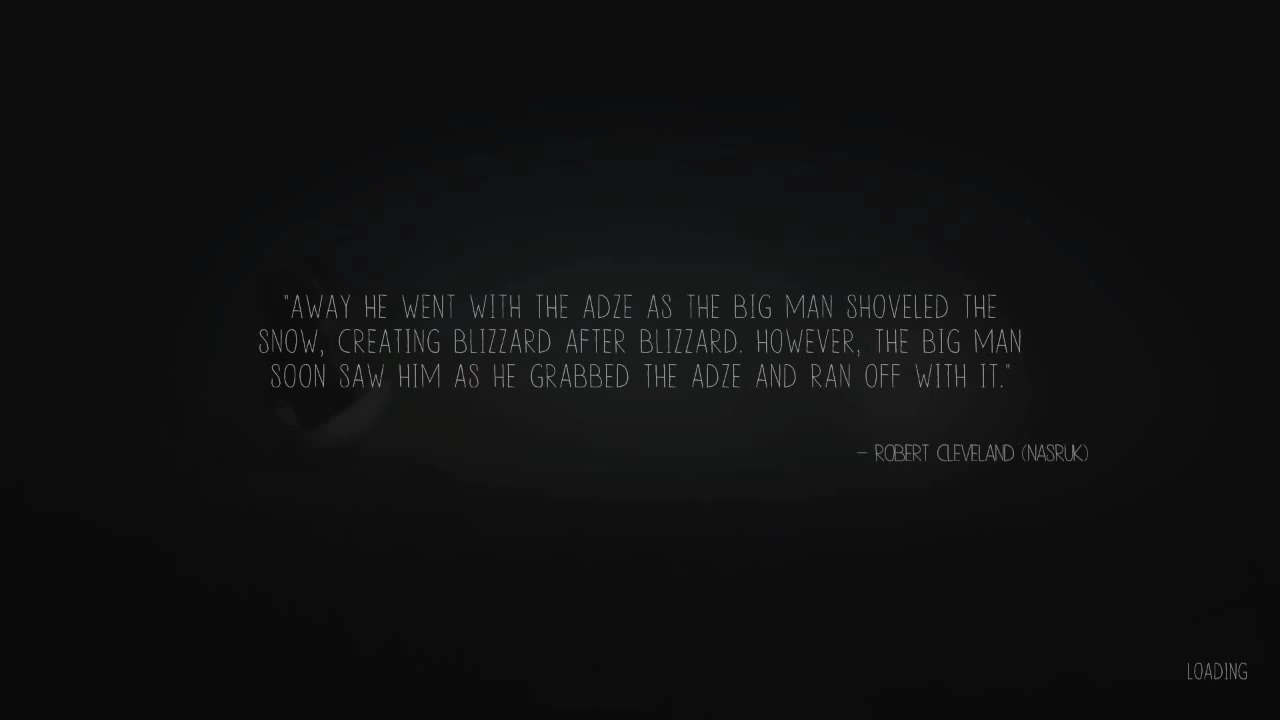 "AWAY HE WENT WITH THE ADZE AS THE BIG MAN SHOVELED THE
SNOW, CREATING BLIZZARD AFTER BLIZZARD. HOWEVER, THE BIG MAN
SOON SAW HIM AS HE GRABBED THE ADZE AND RAN OFF WITH IT."
– ROBERT CLEVELAND (NASRUK)
LOADING